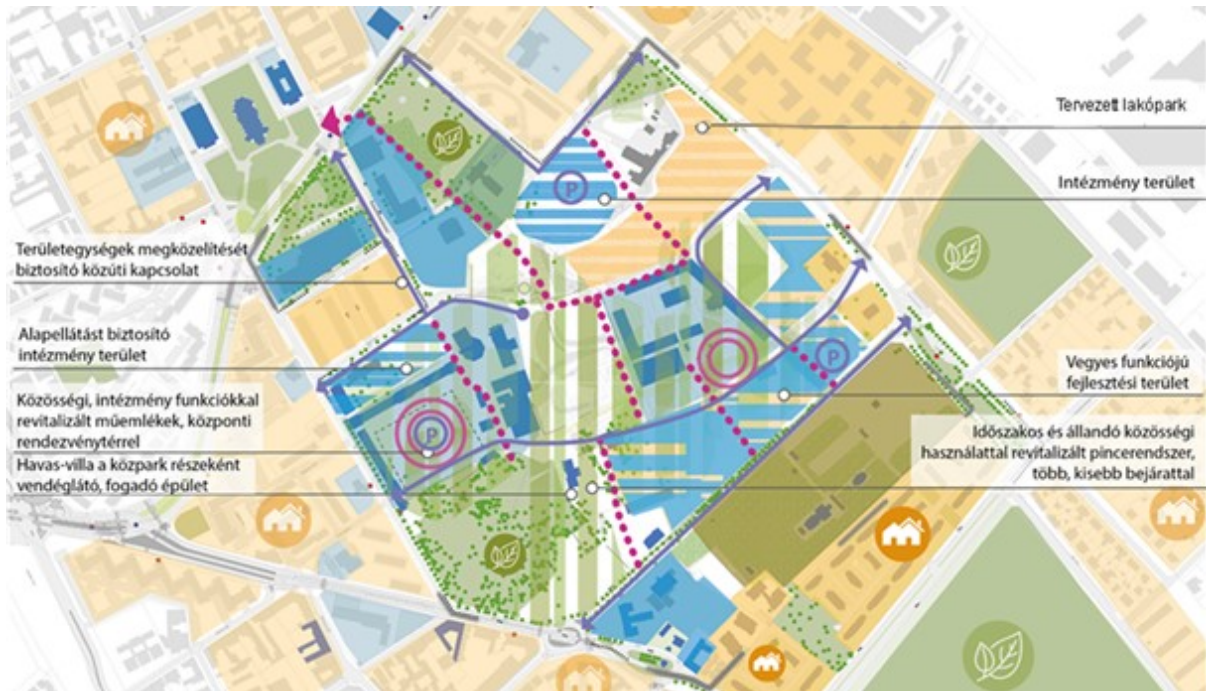 Tervezett lakópark
Intézmény terület
P
Területegységek megközelítését
biztosító közúti kapcsolat
Alapellátást biztosító
intézmény terület
P
Vegyes funkciójú
fejlesztési terület
Közösségi, intézmény funkciókkal
revitalizált műemlékek, központi
rendezvénytérrel
P
Időszakos és állandó közösségi
használattal revitalizált pincerendszer,
több, kisebb bejárattal
Havas-villa a közpark részeként
vendéglátó, fogadó épület